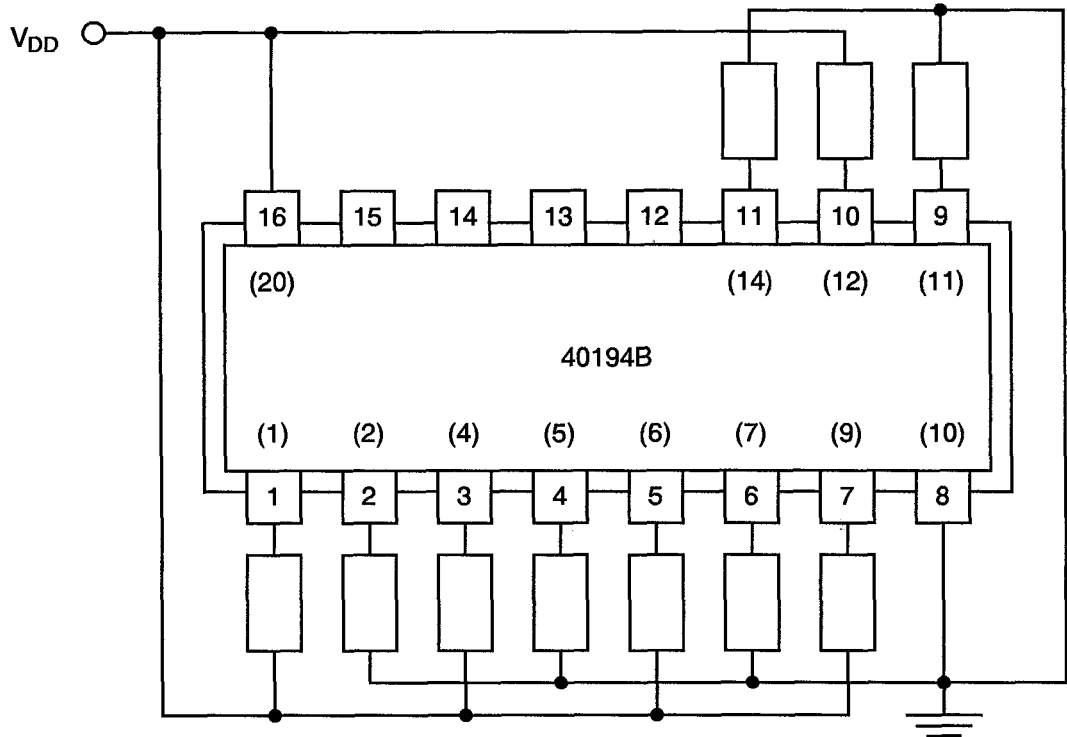 V_DD
16 15 14 13 12 11 10 9
(20) (14) (12) (11)
40194B
(1) (2) (4) (5) (6) (7) (9) (10)
1 2 3 4 5 6 7 8